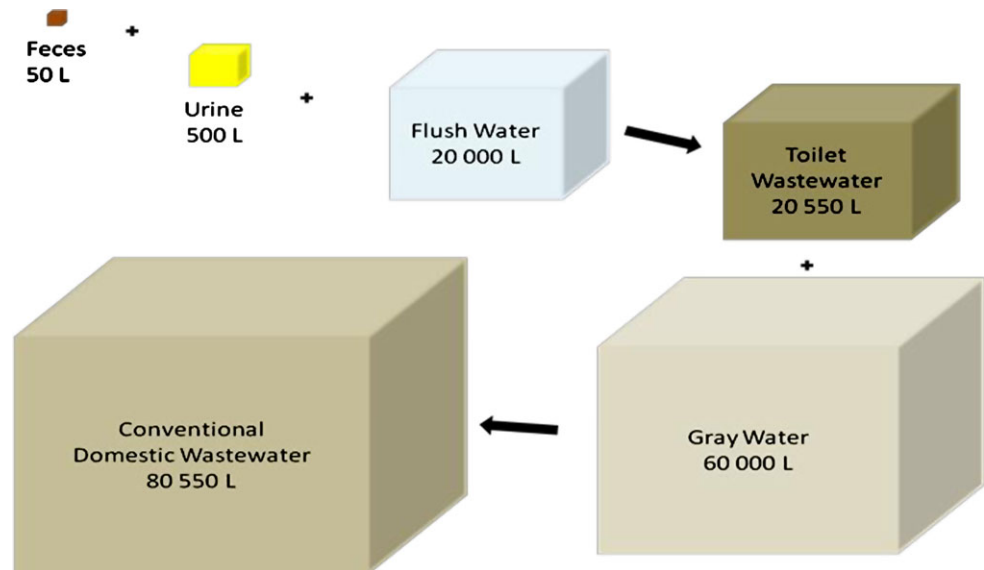 Feces
50 L
+
Urine
500 L
+
Flush Water
20 000 L
Toilet
Wastewater
20 550 L
+
Gray Water
60 000 L
Conventional
Domestic Wastewater
80 550 L